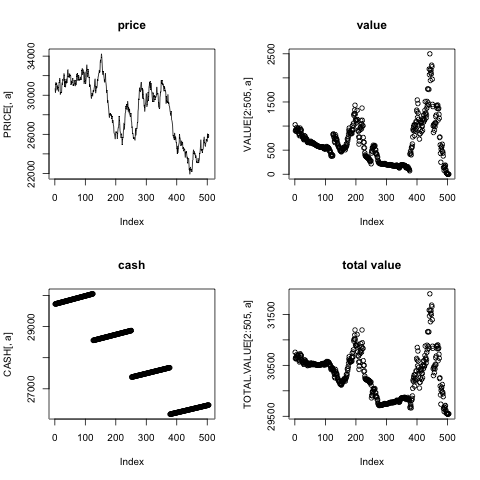 price
PRICE[, a]
22000 26000 30000 34000
0 100 200 300 400 500
Index
value
VALUE[2:505, a]
0 500 1500 2500
0 100 200 300 400 500
Index
cash
CASH[, a]
27000 29000
0 100 200 300 400 500
Index
total value
TOTAL.VALUE[2:505, a]
29500 30500 31500
0 100 200 300 400 500
Index